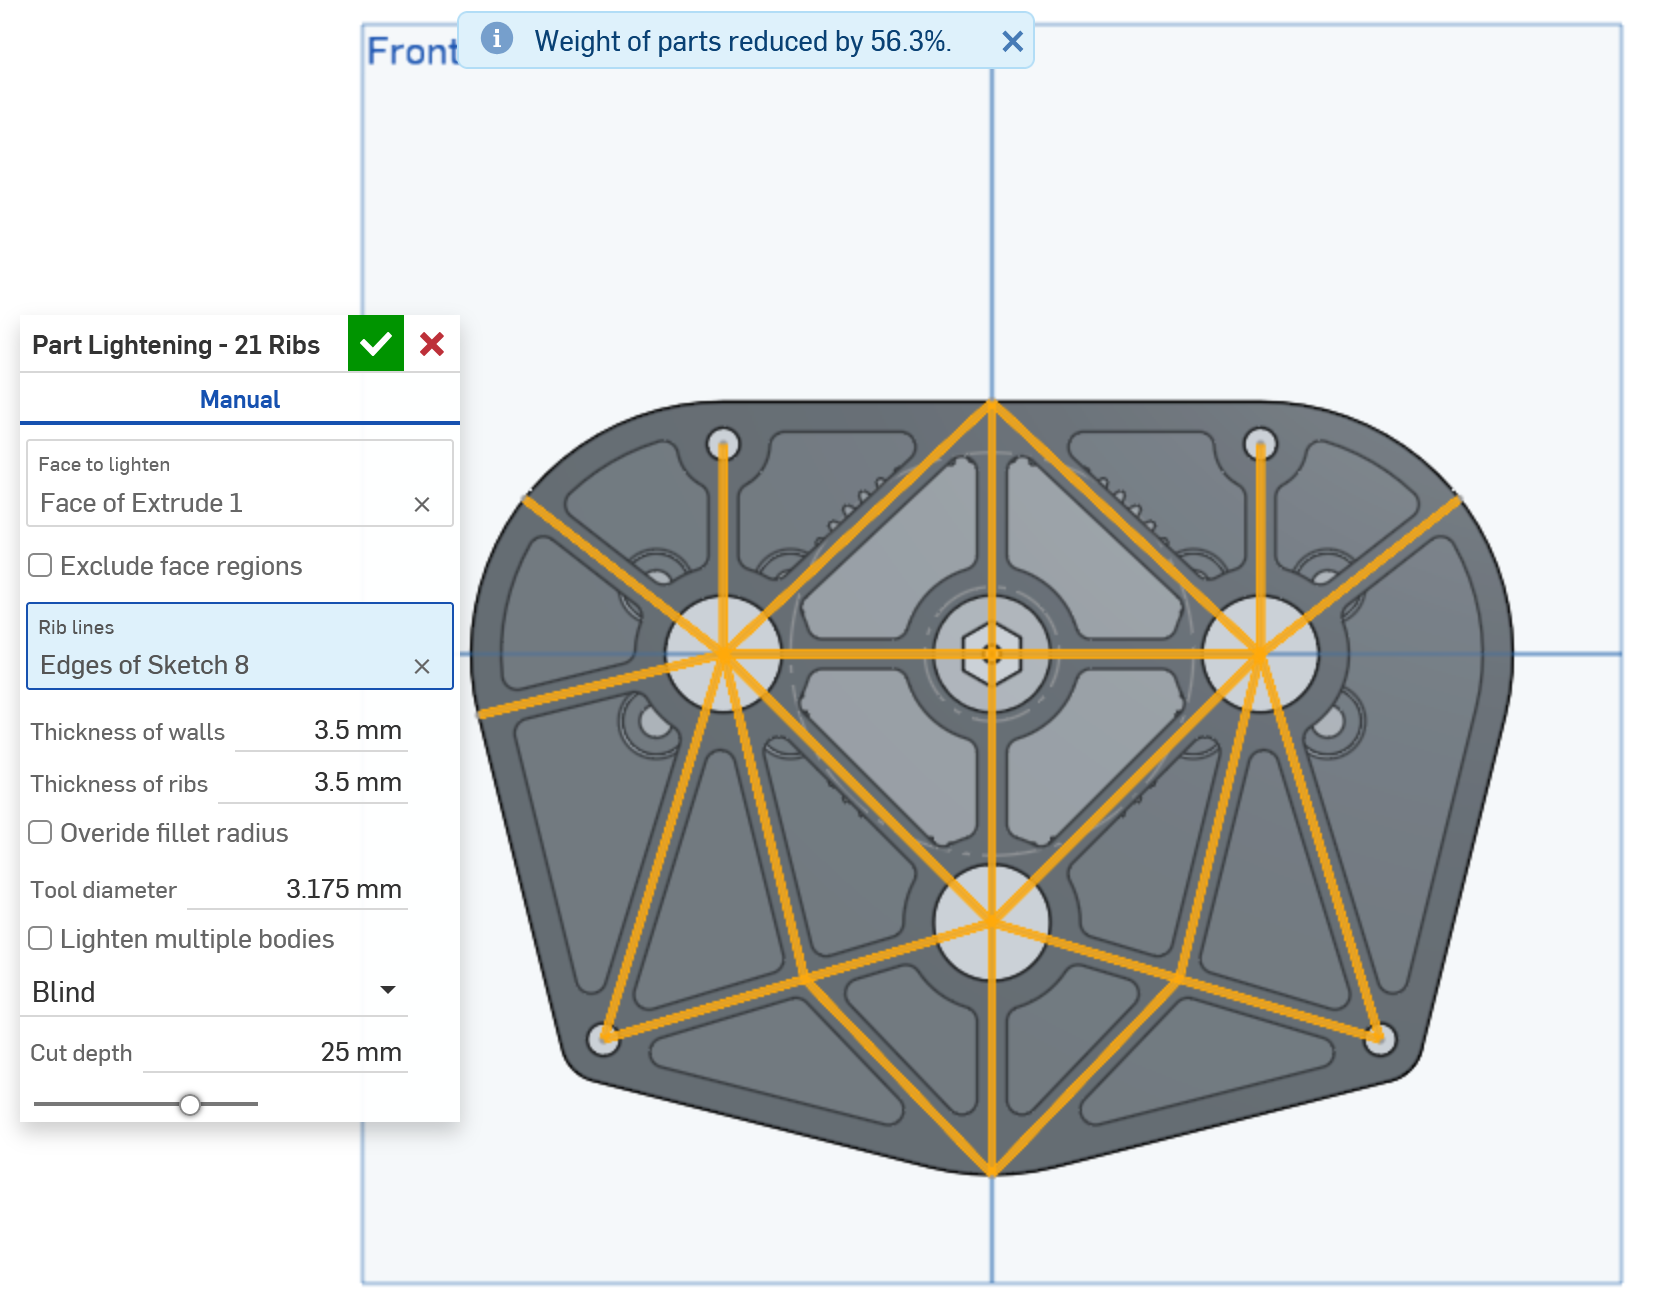 Front
Weight of parts reduced by 56.3%.
Part Lightening - 21 Ribs
Manual
Face to lighten
Face of Extrude 1
Exclude face regions
Rib lines
Edges of Sketch 8
Thickness of walls 3.5 mm
Thickness of ribs 3.5 mm
Overide fillet radius
Tool diameter 3.175 mm
Lighten multiple bodies
Blind
Cut depth 25 mm